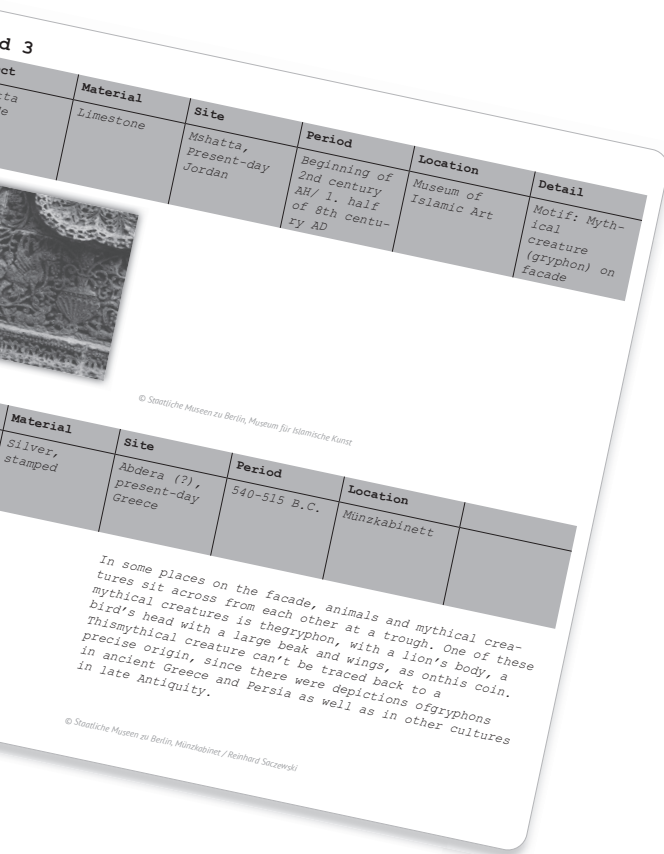 d 3
ct
tta
e
Material
Limestone
Site
Mshatta,
Present-day
Jordan
Period
Beginning of
2nd century
AH/ 1. half
of 8th centu-
ry AD
Location
Museum of
Islamic Art
Detail
Motif: Myth-
ical
creature
(gryphon) on
facade
© Staatliche Museen zu Berlin, Museum für Islamische Kunst
Material
Silver,
stamped
Site
Abdera (?),
present-day
Greece
Period
540-515 B.C.
Location
Münzkabinett
In some places on the facade, animals and mythical crea-
tures sit across from each other at a trough. One of these
mythical creatures is thegryphon, with a lion's body, a
bird's head with a large beak and wings, as onthis coin.
Thismythical creature can't be traced back to a
precise origin, since there were depictions ofgryphons
in ancient Greece and Persia as well as in other cultures
in late Antiquity.
© Staatliche Museen zu Berlin, Münzkabinet / Reinhard Saczewski